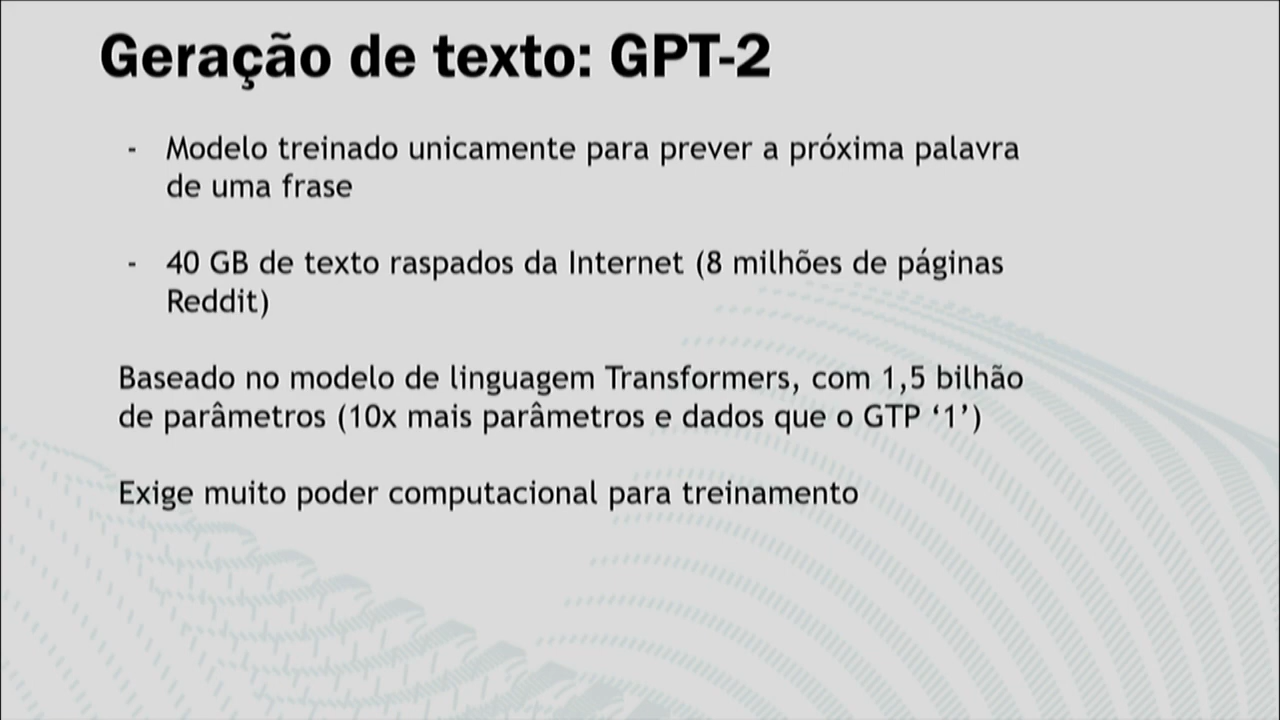 Geração de texto: GPT-2
- Modelo treinado unicamente para prever a próxima palavra
de uma frase
- 40 GB de texto raspados da Internet (8 milhões de páginas
Reddit)
Baseado no modelo de linguagem Transformers, com 1,5 bilhão
de parâmetros (10x mais parâmetros e dados que o GTP ‘1’)
Exige muito poder computacional para treinamento